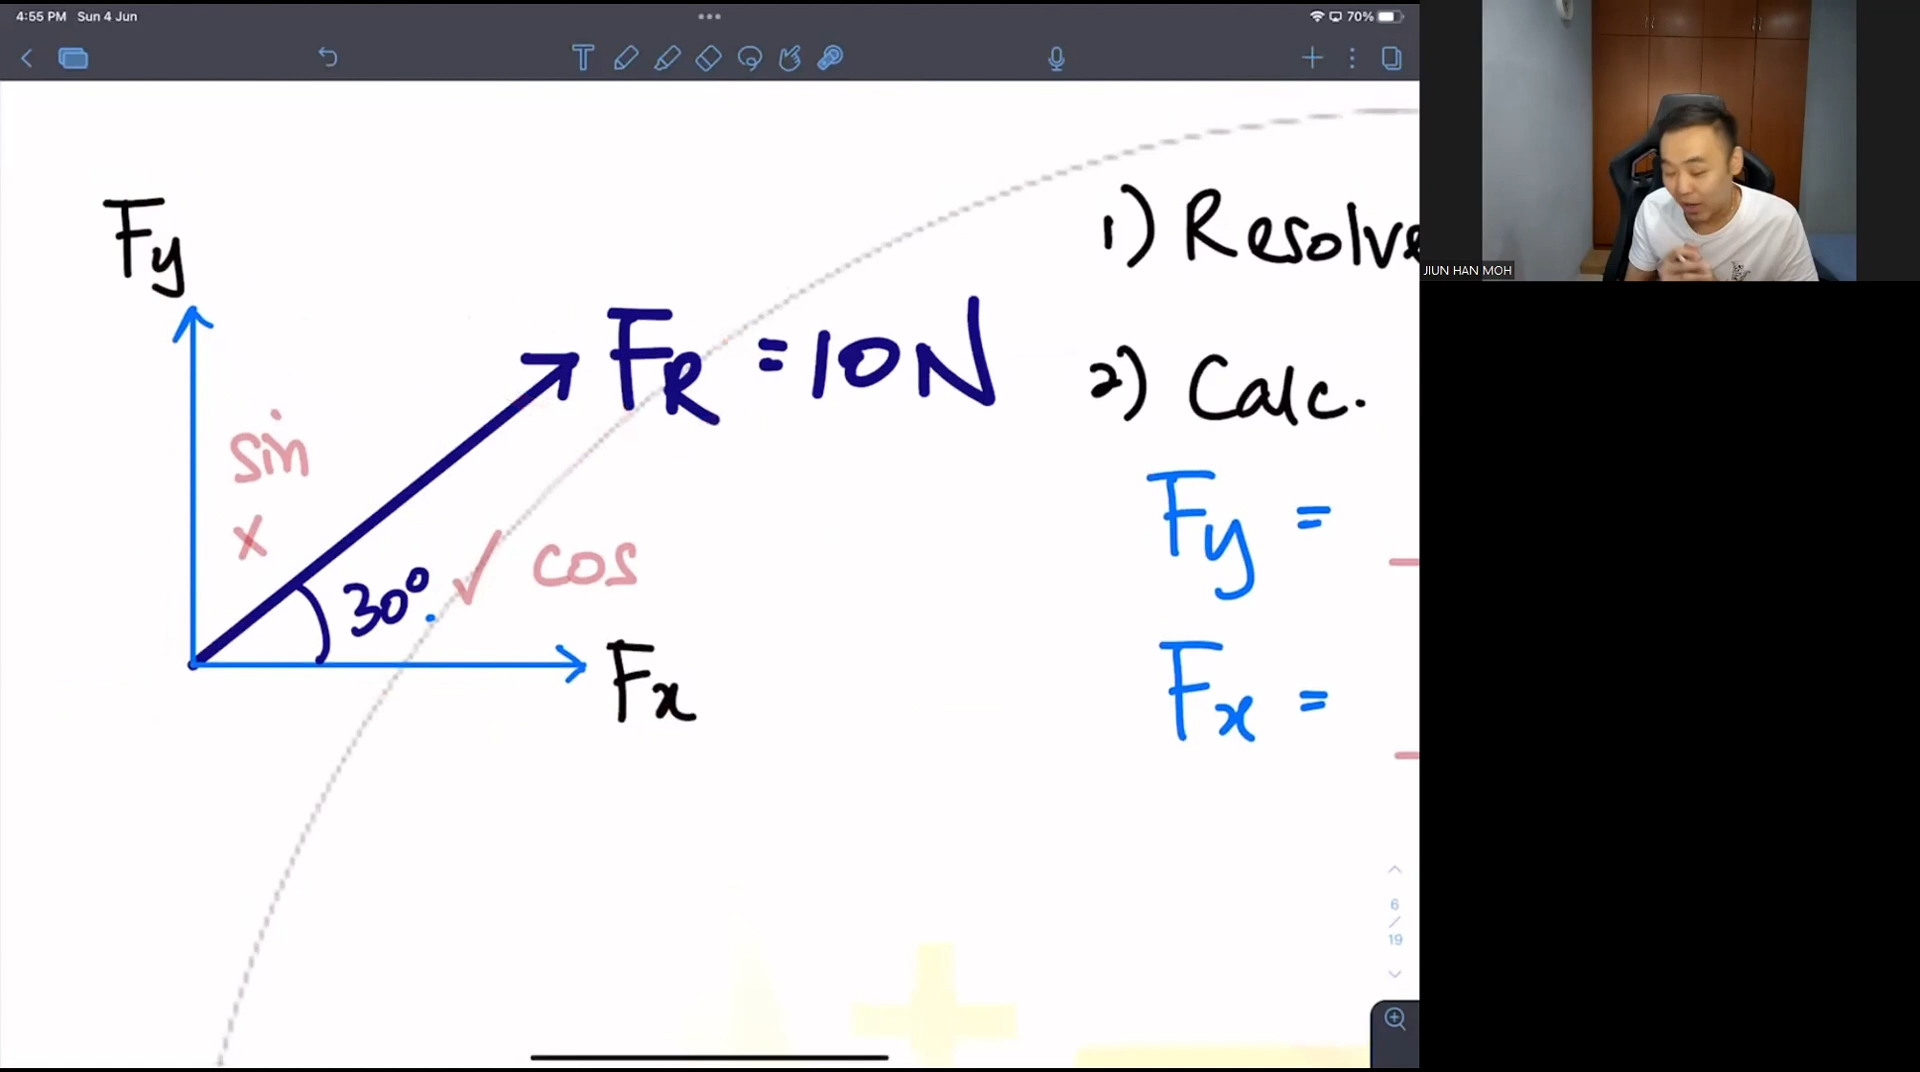 4:55 PM Sun 4 Jun
70%
JIUN HAN MOH
Fy
1) Resolve
FR = 10N
2) Calc.
sin
x
Fy =
30° ✓ cos
Fx
Fx =
6
/
19